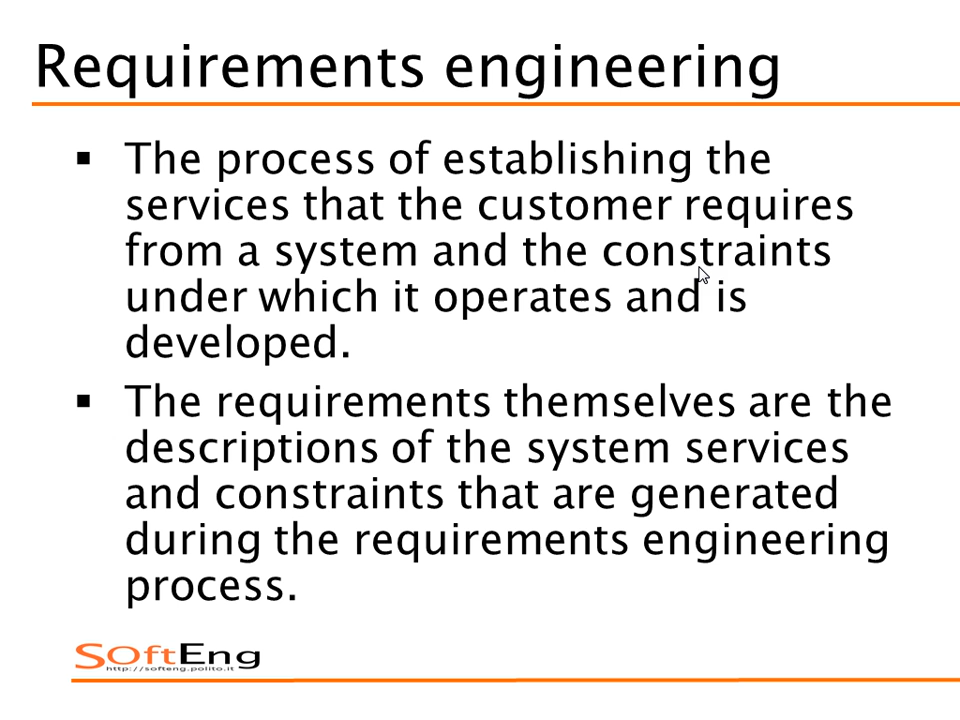 Requirements engineering
▪ The process of establishing the
services that the customer requires
from a system and the constraints
under which it operates and is
developed.
▪ The requirements themselves are the
descriptions of the system services
and constraints that are generated
during the requirements engineering
process.
SoftEng
http://softeng.polito.it